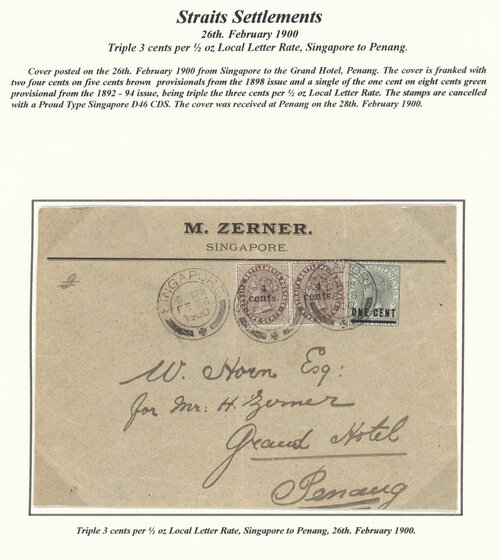 Straits Settlements
26th. February 1900
Triple 3 cents per ½ oz Local Letter Rate, Singapore to Penang.
Cover posted on the 26th. February 1900 from Singapore to the Grand Hotel, Penang. The cover is franked with
two four cents on five cents brown provisionals from the 1898 issue and a single of the one cent on eight cents green
provisional from the 1892 - 94 issue, being triple the three cents per ½ oz Local Letter Rate. The stamps are cancelled
with a Proud Type Singapore D46 CDS. The cover was received at Penang on the 28th. February 1900.
M. ZERNER.
SINGAPORE.
SINGAPORE
1900
4 cents.
4 cents.
ONE CENT
W. Horn Esq:
for Mr: H. Zerner
Grand Hotel
Penang
Triple 3 cents per ½ oz Local Letter Rate, Singapore to Penang, 26th. February 1900.